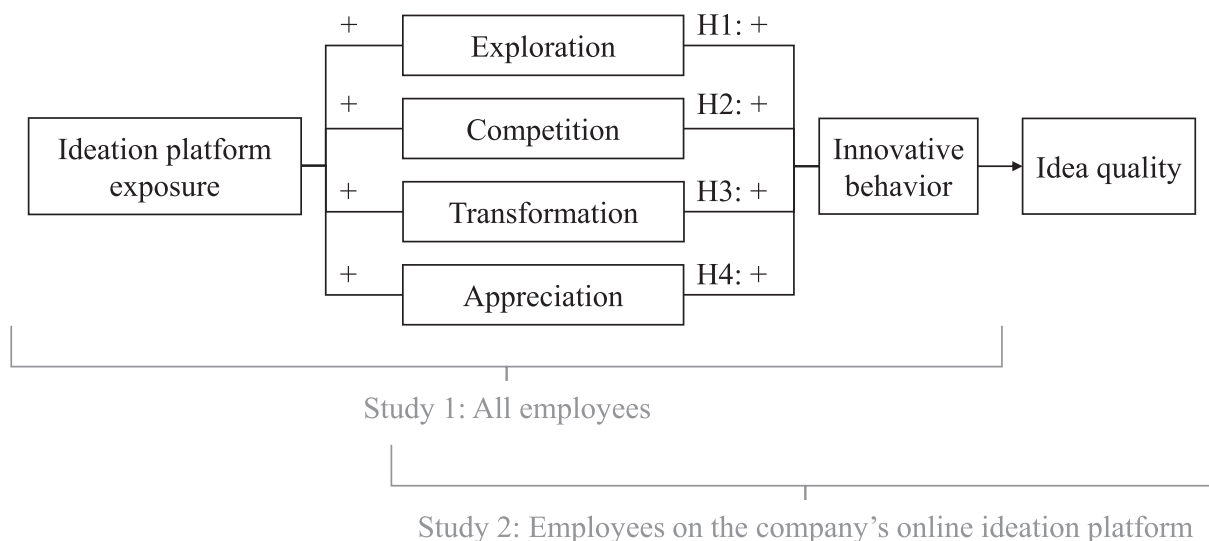 +
Exploration
H1: +
+
Competition
H2: +
Ideation platform
exposure
+
Transformation
H3: +
Innovative
behavior
Idea quality
+
Appreciation
H4: +
Study 1: All employees
Study 2: Employees on the company’s online ideation platform